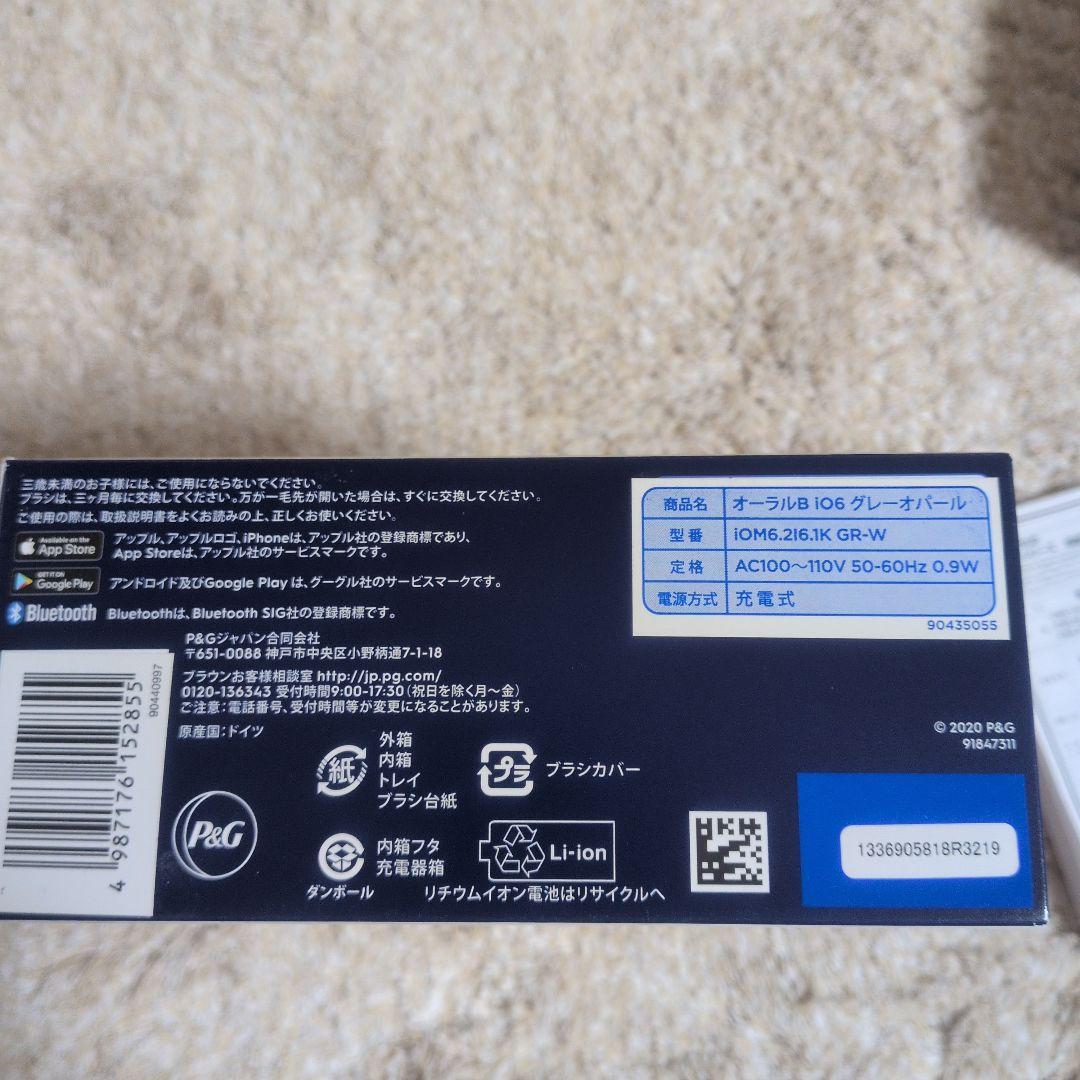 三歳未満のお子様には、ご使用にならないでください。
ブラシは、三ヶ月毎に交換してください。万が一毛先が開いた場合は、すぐに交換してください。
ご使用の際は、取扱説明書をよくお読みの上、正しくお使いください。
Available on the
App Store
アップル、アップルロゴ、iPhoneは、アップル社の登録商標であり、
App Storeは、アップル社のサービスマークです。
GET IT ON
Google Play
アンドロイド及びGoogle Play は、グーグル社のサービスマークです。
Bluetooth
Bluetoothは、Bluetooth SIG社の登録商標です。
P&Gジャパン合同会社
〒651-0088 神戸市中央区小野柄通7-1-18
ブラウンお客様相談室 http://jp.pg.com/
0120-136343 受付時間9:00-17:30(祝日を除く月〜金)
ご注意:電話番号、受付時間等が変更になることがあります。
原産国:ドイツ
商品名 オーラルB iO6 グレーオパール
型番 iOM6.2I6.1K GR-W
定格 AC100〜110V 50-60Hz 0.9W
電源方式 充電式
90435055
90440997
4 987176 152855
P&G
紙
外箱
内箱
トレイ
ブラシ台紙
プラ
ブラシカバー
ダンボール
内箱フタ
充電器箱
Li-ion
リチウムイオン電池はリサイクルへ
© 2020 P&G
91847311
1336905818R3219